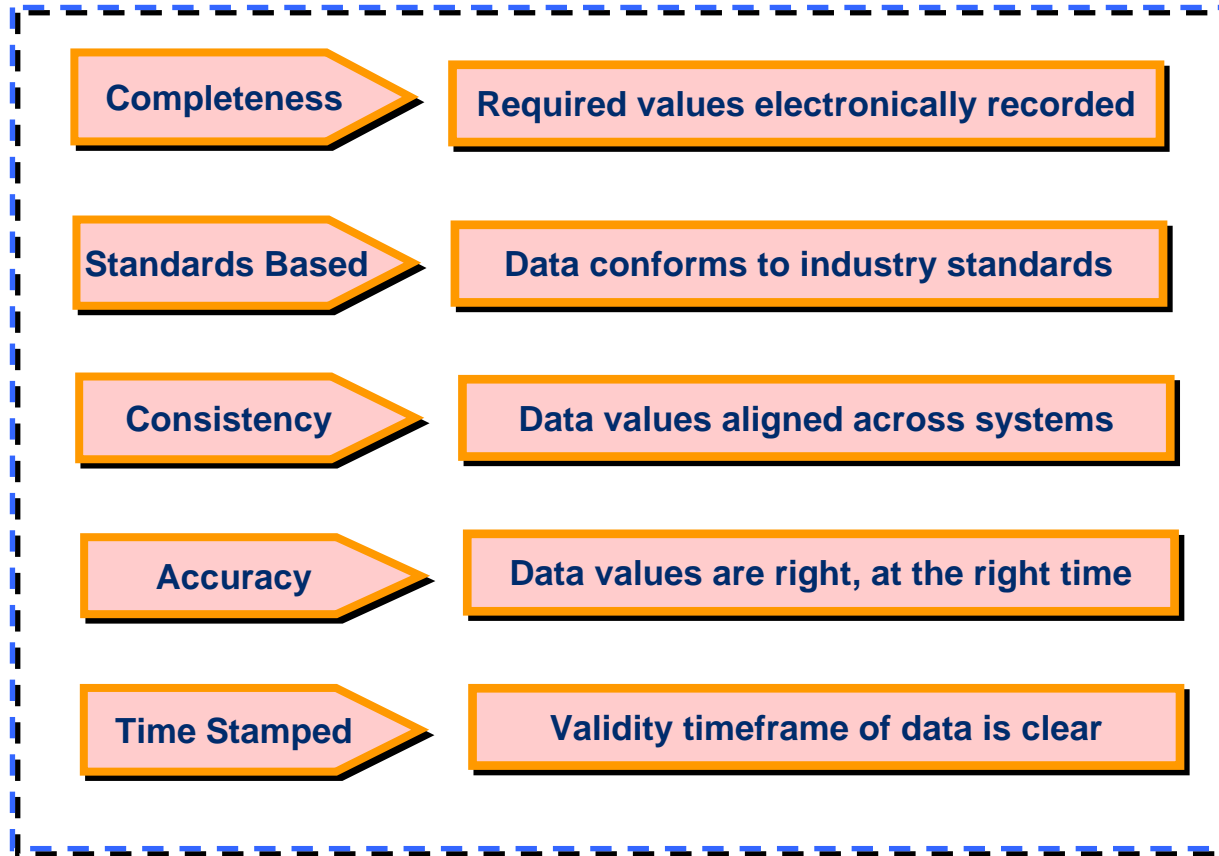 Completeness
Required values electronically recorded
Standards Based
Data conforms to industry standards
Consistency
Data values aligned across systems
Accuracy
Data values are right, at the right time
Time Stamped
Validity timeframe of data is clear